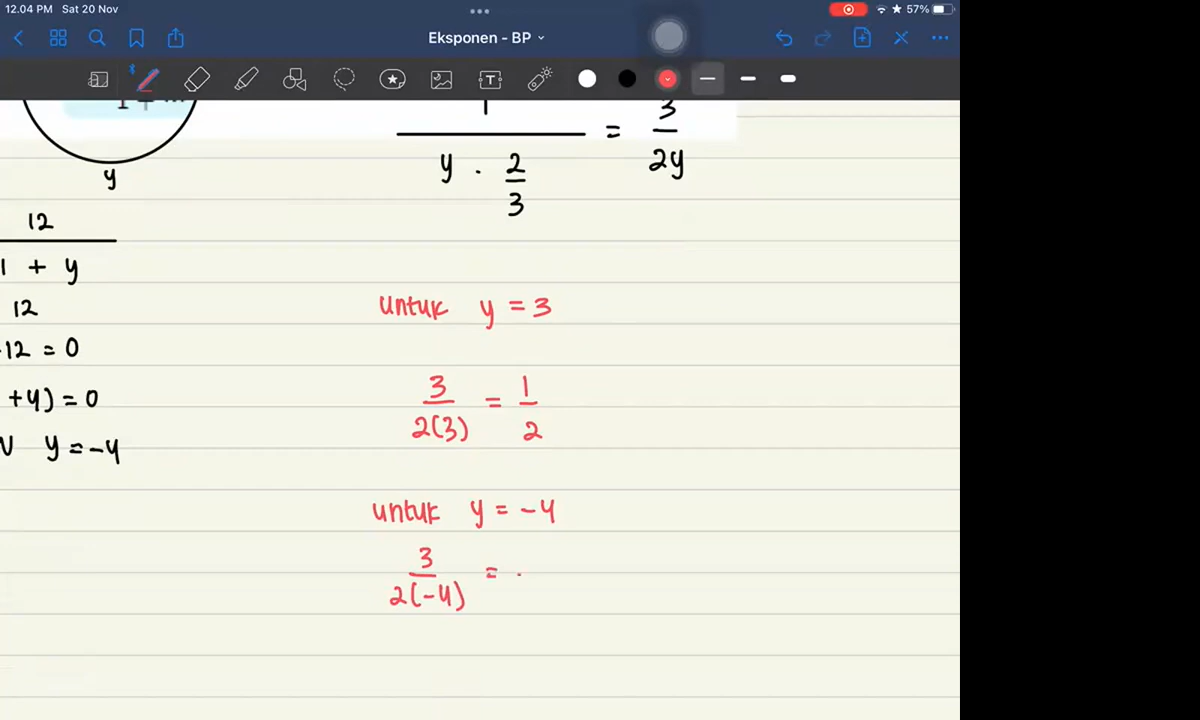 12.04 PM Sat 20 Nov 57%
Eksponen - BP
y
1
y . 2/3 = 3/2y
12
1 + y
12
-12 = 0
+4) = 0
V y = -4
untuk y = 3
3/2(3) = 1/2
untuk y = -4
3/2(-4) = .